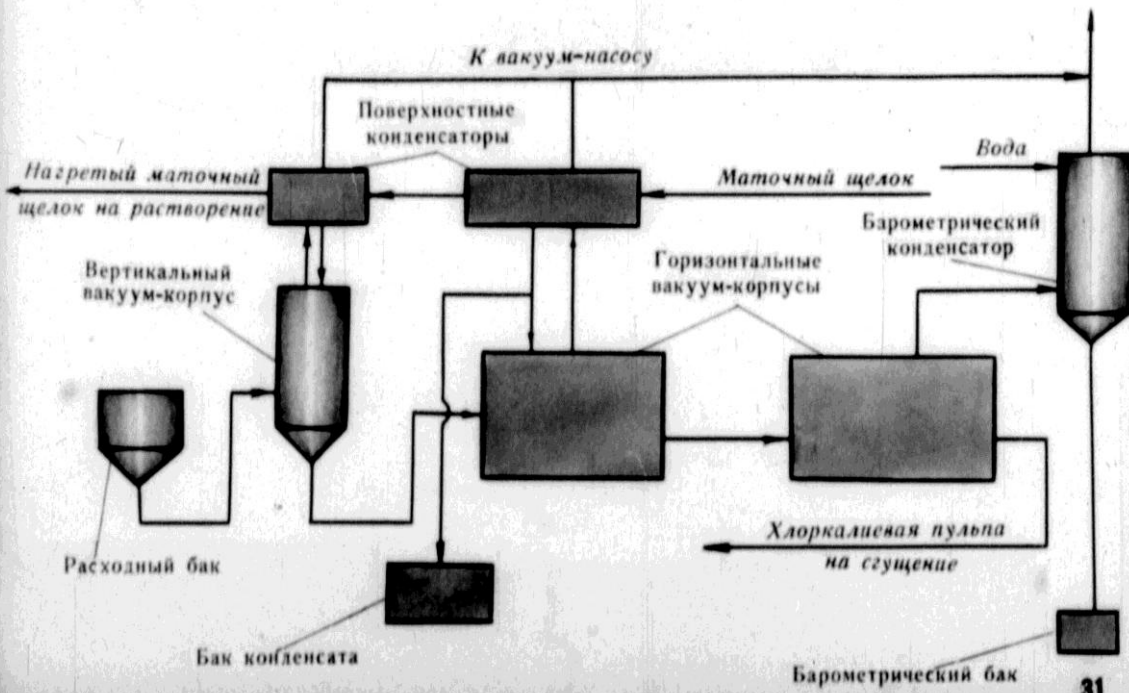 К вакуум-насосу
Поверхностные
конденсаторы
Вода
Нагретый маточный
щелок на растворение
Маточный щелок
Барометрический
конденсатор
Вертикальный
вакуум-корпус
Горизонтальные
вакуум-корпусы
Хлоркалиевая пульпа
на сгущение
Расходный бак
Бак конденсата
Барометрический бак
31